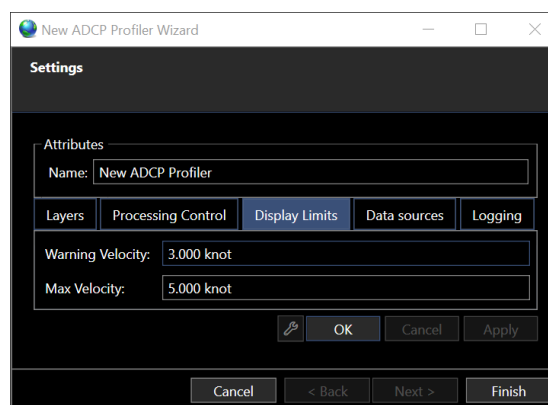 New ADCP Profiler Wizard
Settings
Attributes
Name: New ADCP Profiler
Layers Processing Control Display Limits Data sources Logging
Warning Velocity: 3.000 knot
Max Velocity: 5.000 knot
OK Cancel Apply
Cancel < Back Next > Finish